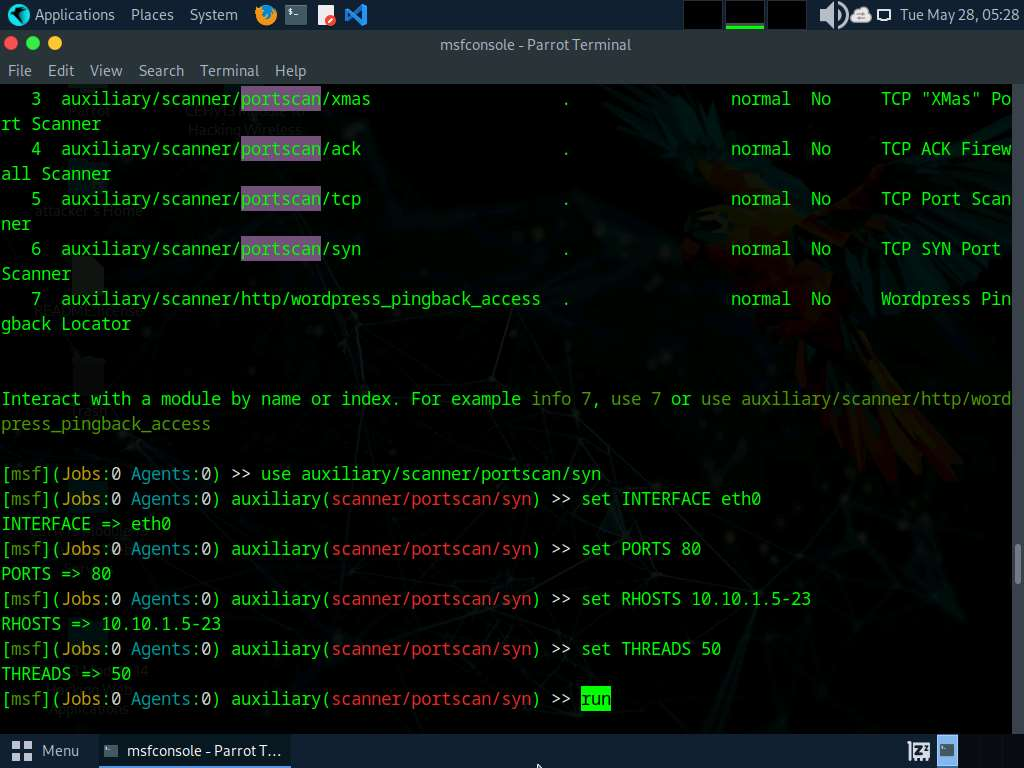 Applications Places System Tue May 28, 05:28
msfconsole - Parrot Terminal
File Edit View Search Terminal Help
3 auxiliary/scanner/portscan/xmas . normal No TCP "XMas" Po
rt Scanner
4 auxiliary/scanner/portscan/ack . normal No TCP ACK Firew
all Scanner
5 auxiliary/scanner/portscan/tcp . normal No TCP Port Scan
ner
6 auxiliary/scanner/portscan/syn . normal No TCP SYN Port
Scanner
7 auxiliary/scanner/http/wordpress_pingback_access . normal No Wordpress Pin
gback Locator
Interact with a module by name or index. For example info 7, use 7 or use auxiliary/scanner/http/word
press_pingback_access
[msf](Jobs:0 Agents:0) >> use auxiliary/scanner/portscan/syn
[msf](Jobs:0 Agents:0) auxiliary(scanner/portscan/syn) >> set INTERFACE eth0
INTERFACE => eth0
[msf](Jobs:0 Agents:0) auxiliary(scanner/portscan/syn) >> set PORTS 80
PORTS => 80
[msf](Jobs:0 Agents:0) auxiliary(scanner/portscan/syn) >> set RHOSTS 10.10.1.5-23
RHOSTS => 10.10.1.5-23
[msf](Jobs:0 Agents:0) auxiliary(scanner/portscan/syn) >> set THREADS 50
THREADS => 50
[msf](Jobs:0 Agents:0) auxiliary(scanner/portscan/syn) >> run
Menu msfconsole - Parrot T...